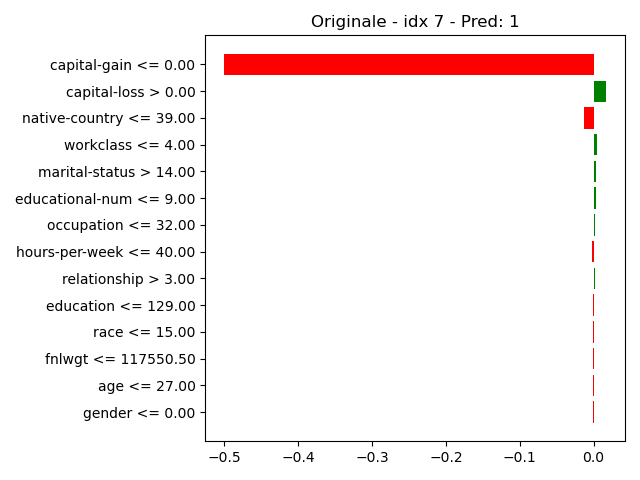 Originale - idx 7 - Pred: 1
capital-gain <= 0.00
capital-loss > 0.00
native-country <= 39.00
workclass <= 4.00
marital-status > 14.00
educational-num <= 9.00
occupation <= 32.00
hours-per-week <= 40.00
relationship > 3.00
education <= 129.00
race <= 15.00
fnlwgt <= 117550.50
age <= 27.00
gender <= 0.00
−0.5 −0.4 −0.3 −0.2 −0.1 0.0